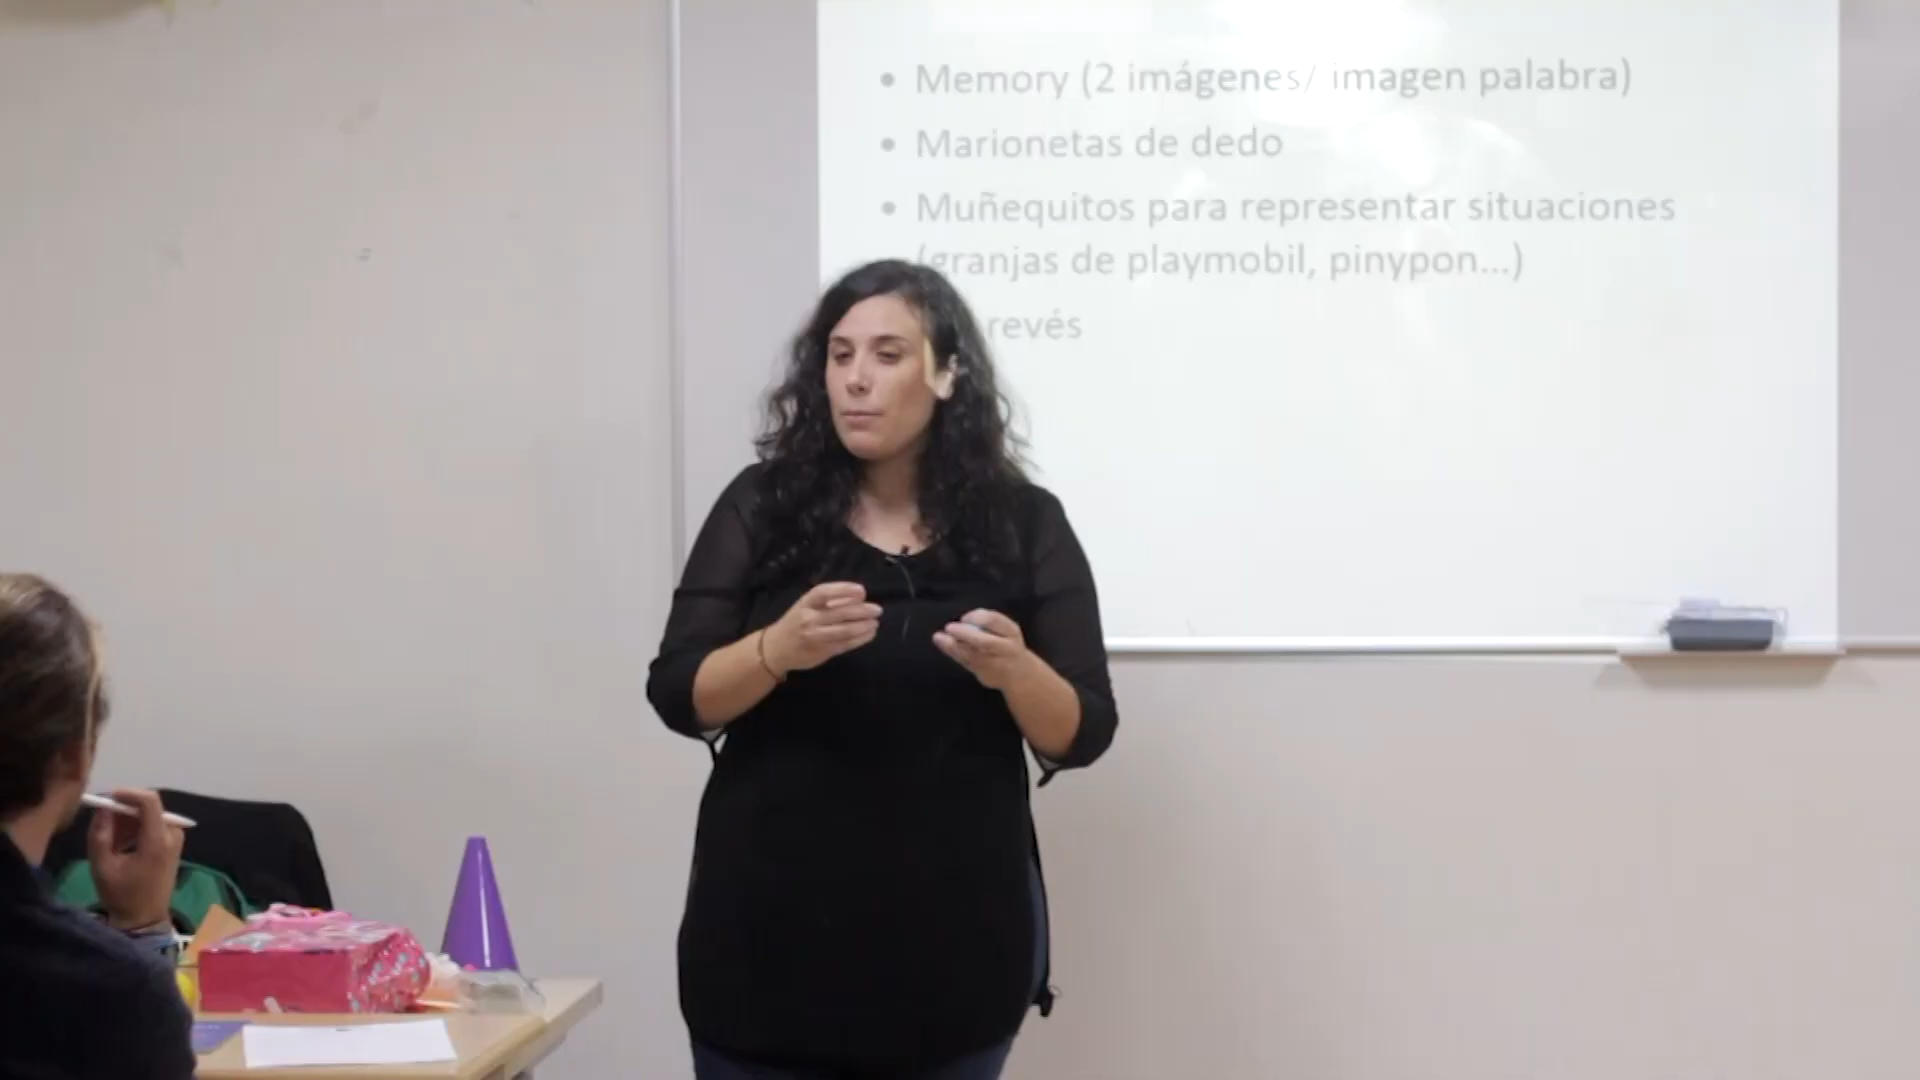 • Memory (2 imágenes/ imagen palabra)
• Marionetas de dedo
• Muñequitos para representar situaciones
(granjas de playmobil, pinypon...)
revés